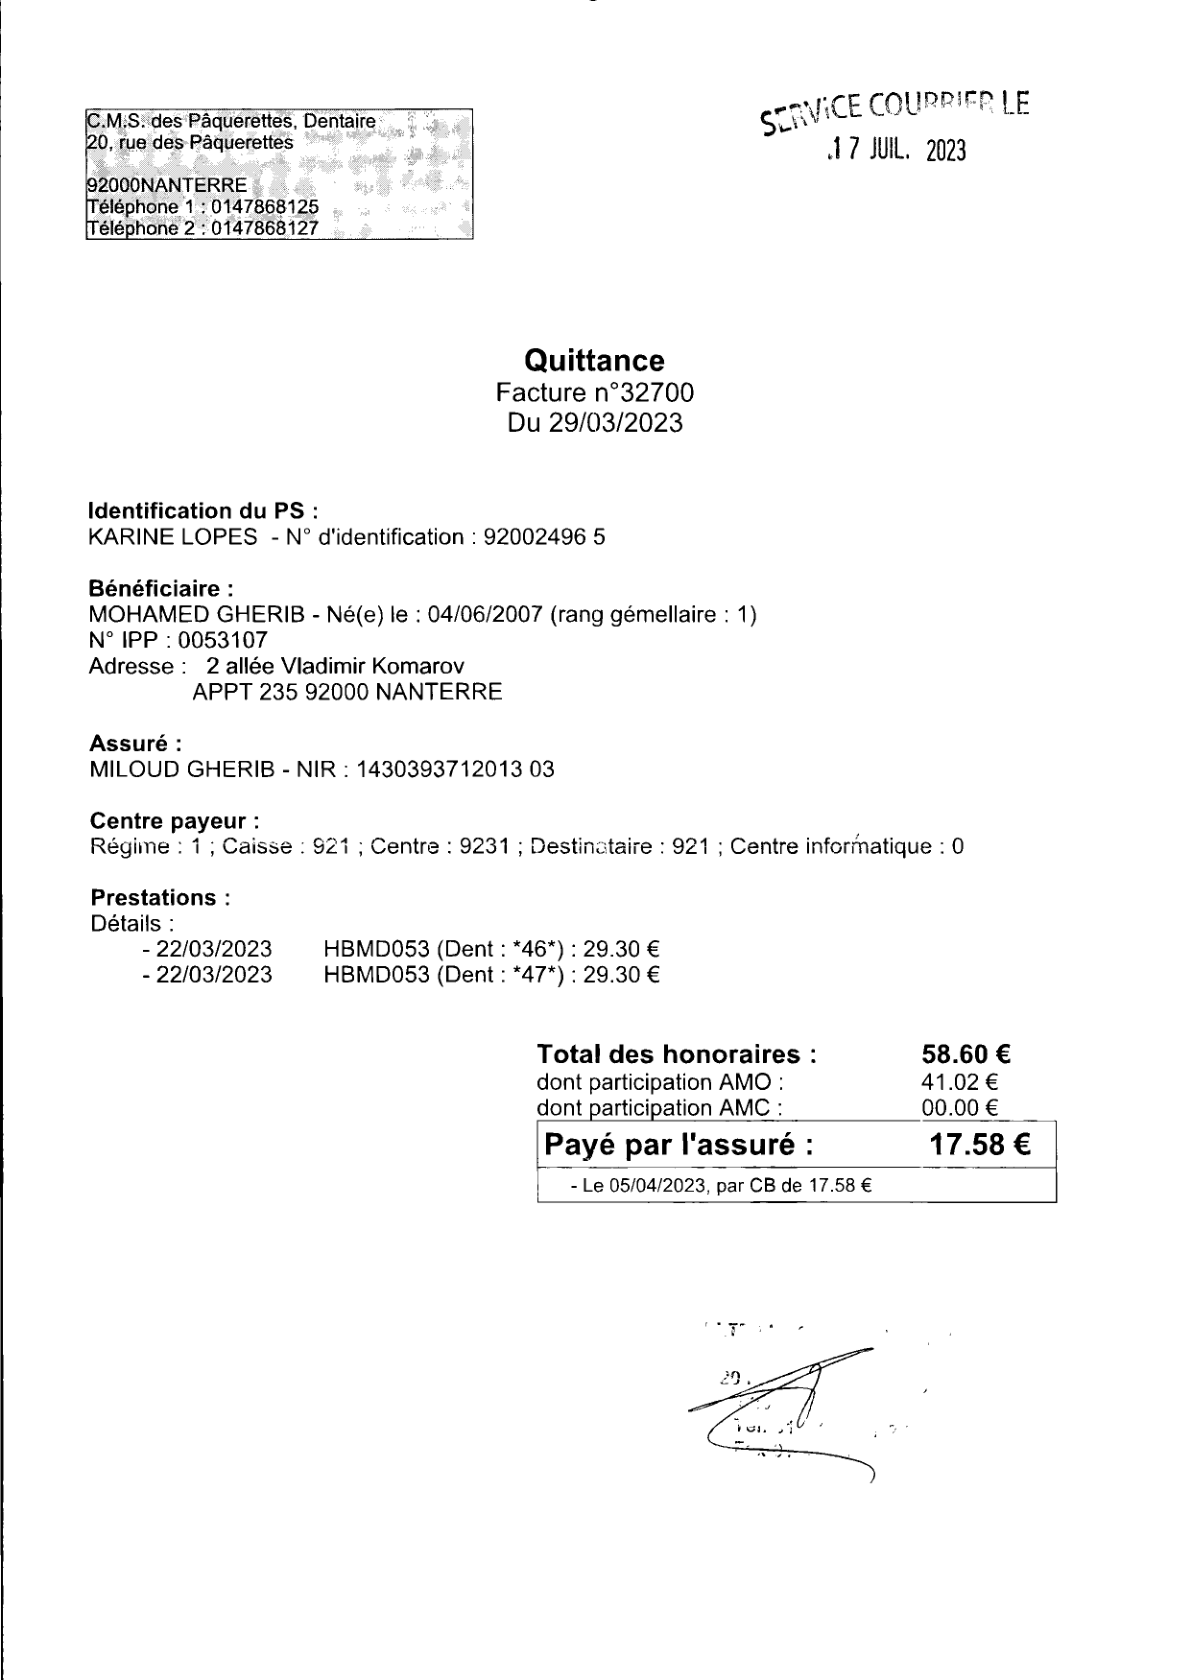 C.M.S. des Pâquerettes, Dentaire
20, rue des Pâquerettes
92000NANTERRE
Téléphone 1 : 0147868125
Téléphone 2 : 0147868127
SERVICE COURRIER LE
17 JUIL. 2023
Quittance
Facture n°32700
Du 29/03/2023
Identification du PS :
KARINE LOPES - N° d'identification : 92002496 5
Bénéficiaire :
MOHAMED GHERIB - Né(e) le : 04/06/2007 (rang gémellaire : 1)
N° IPP : 0053107
Adresse : 2 allée Vladimir Komarov
APPT 235 92000 NANTERRE
Assuré :
MILOUD GHERIB - NIR : 1430393712013 03
Centre payeur :
Régime : 1 ; Caisse : 921 ; Centre : 9231 ; Destinataire : 921 ; Centre informatique : 0
Prestations :
Détails :
- 22/03/2023 HBMD053 (Dent : *46*) : 29.30 €
- 22/03/2023 HBMD053 (Dent : *47*) : 29.30 €
Total des honoraires : 58.60 €
dont participation AMO : 41.02 €
dont participation AMC : 00.00 €
Payé par l'assuré : 17.58 €
- Le 05/04/2023, par CB de 17.58 €